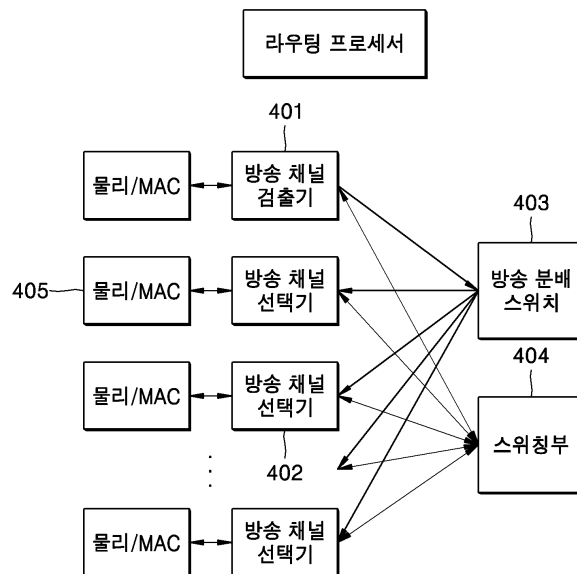 라우팅 프로세서
401
물리/MAC
방송 채널
검출기
403
405
물리/MAC
방송 채널
선택기
방송 분배
스위치
404
물리/MAC
방송 채널
선택기
402
스위칭부
물리/MAC
방송 채널
선택기